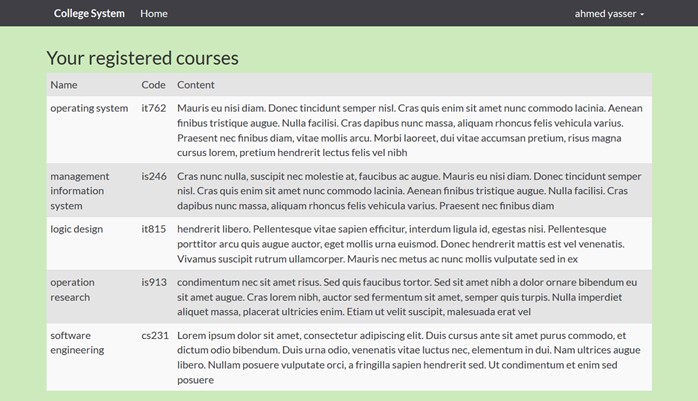 College System Home ahmed yasser
Your registered courses
Name Code Content
operating system it762 Mauris eu nisi diam. Donec tincidunt semper nisl. Cras quis enim sit amet nunc commodo lacinia. Aenean
finibus tristique augue. Nulla facilisi. Cras dapibus nunc massa, aliquam rhoncus felis vehicula varius.
Praesent nec finibus diam, vitae mollis arcu. Morbi laoreet, dui vitae accumsan pretium, risus magna
cursus lorem, pretium hendrerit lectus felis vel nibh
management is246 Cras nunc nulla, suscipit nec molestie at, faucibus ac augue. Mauris eu nisi diam. Donec tincidunt semper
information nisl. Cras quis enim sit amet nunc commodo lacinia. Aenean finibus tristique augue. Nulla facilisi. Cras
system dapibus nunc massa, aliquam rhoncus felis vehicula varius. Praesent nec finibus diam
logic design it815 hendrerit libero. Pellentesque vitae sapien efficitur, interdum ligula id, egestas nisi. Pellentesque
porttitor arcu quis augue auctor, eget mollis urna euismod. Donec hendrerit mattis est vel venenatis.
Vivamus suscipit rutrum ullamcorper. Mauris nec metus ac nunc mollis vulputate sed in ex
operation is913 condimentum nec sit amet risus. Sed quis faucibus tortor. Sed sit amet nibh a dolor ornare bibendum eu
research sit amet augue. Cras lorem nibh, auctor sed fermentum sit amet, semper quis turpis. Nulla imperdiet
aliquet massa, placerat ultricies enim. Etiam ut velit suscipit, malesuada erat vel
software cs231 Lorem ipsum dolor sit amet, consectetur adipiscing elit. Duis cursus ante sit amet purus commodo, et
engineering dictum odio bibendum. Duis urna odio, venenatis vitae luctus nec, elementum in dui. Nam ultrices augue
libero. Nullam posuere vulputate orci, a fringilla sapien hendrerit sed. Ut condimentum et enim sed
posuere